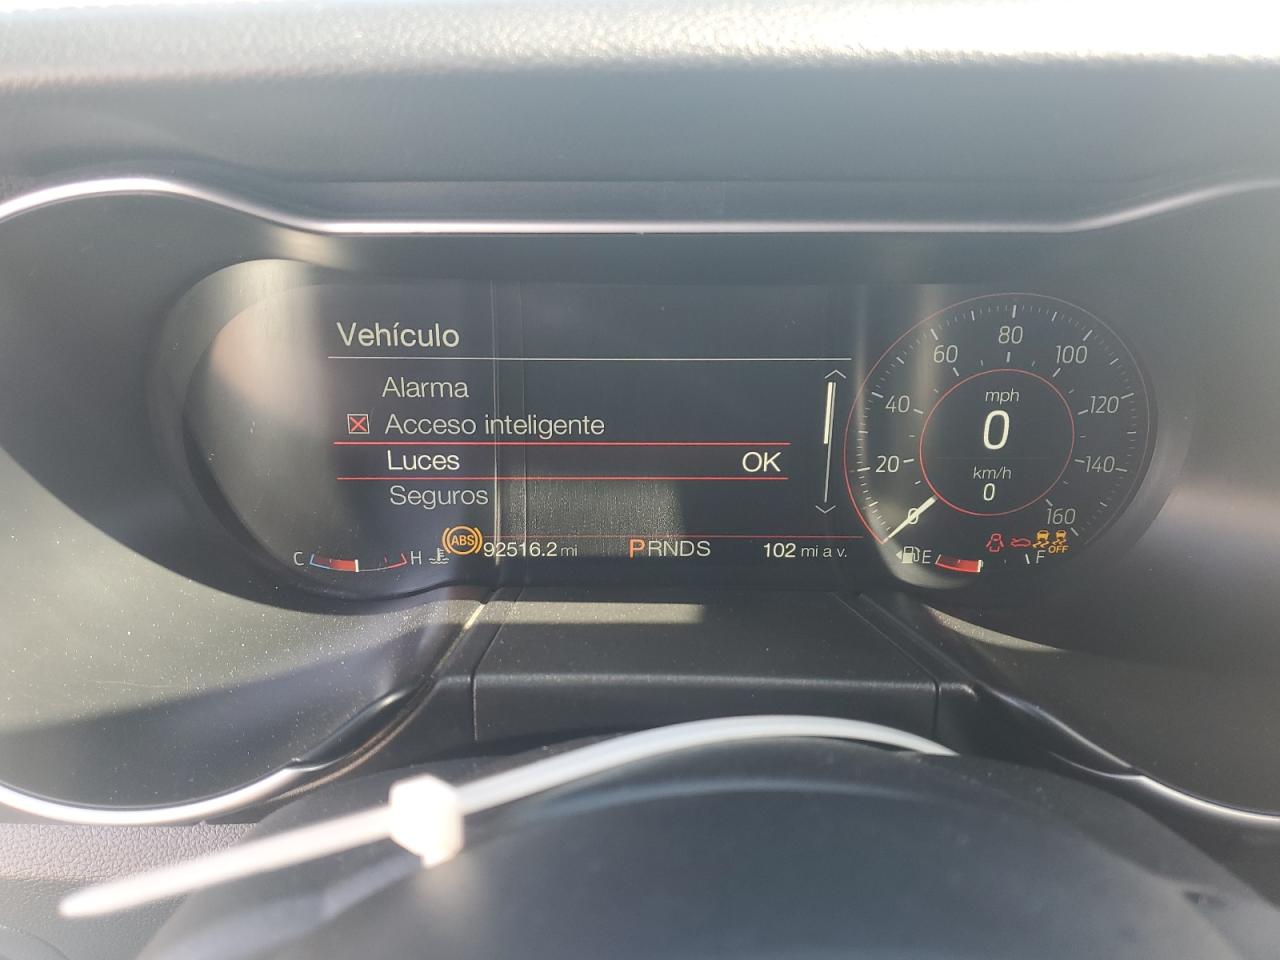 Vehículo
Alarma
Acceso inteligente
Luces OK
Seguros
C H
ABS
92516.2 mi
PRNDS
102 mi a v.
0
20
40
60
80
100
120
140
160
mph
0
km/h
0
E F
OFF